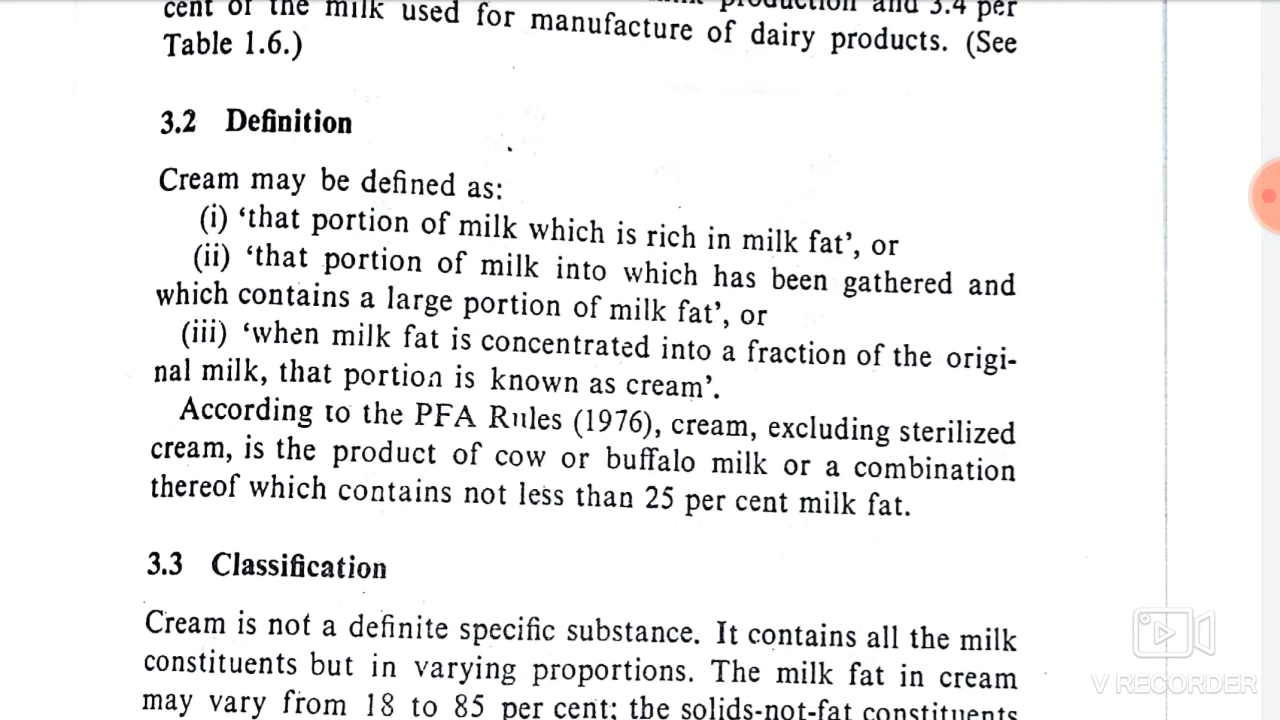 cent of the milk used for manufacture of dairy products. (See
production and 3.4 per
Table 1.6.)
3.2 Definition
Cream may be defined as:
(i) ‘that portion of milk which is rich in milk fat’, or
(ii) ‘that portion of milk into which has been gathered and
which contains a large portion of milk fat’, or
(iii) ‘when milk fat is concentrated into a fraction of the origi-
nal milk, that portion is known as cream’.
According to the PFA Rules (1976), cream, excluding sterilized
cream, is the product of cow or buffalo milk or a combination
thereof which contains not less than 25 per cent milk fat.
3.3 Classification
Cream is not a definite specific substance. It contains all the milk
constituents but in varying proportions. The milk fat in cream
may vary from 18 to 85 per cent; the solids-not-fat constituents
V RECORDER